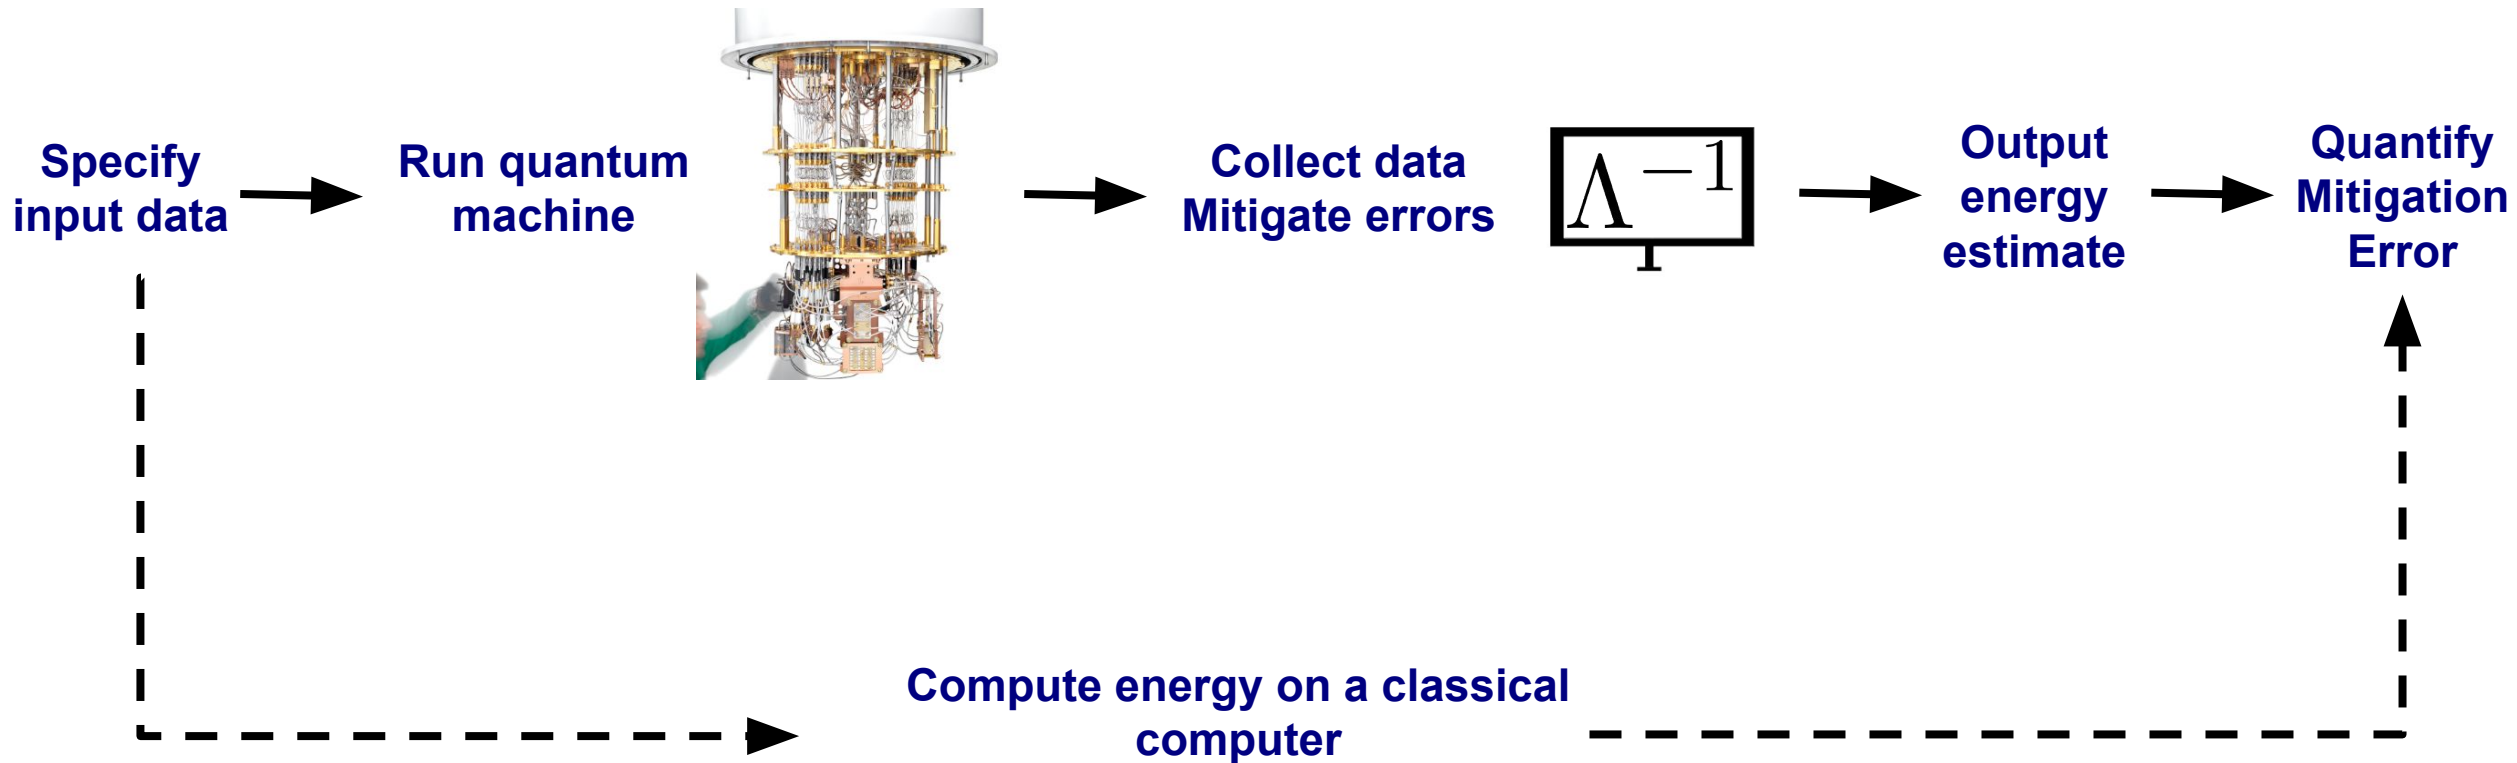 Specify
input data
Run quantum
machine
Collect data
Mitigate errors
Λ⁻¹
Output
energy
estimate
Quantify
Mitigation
Error
Compute energy on a classical
computer